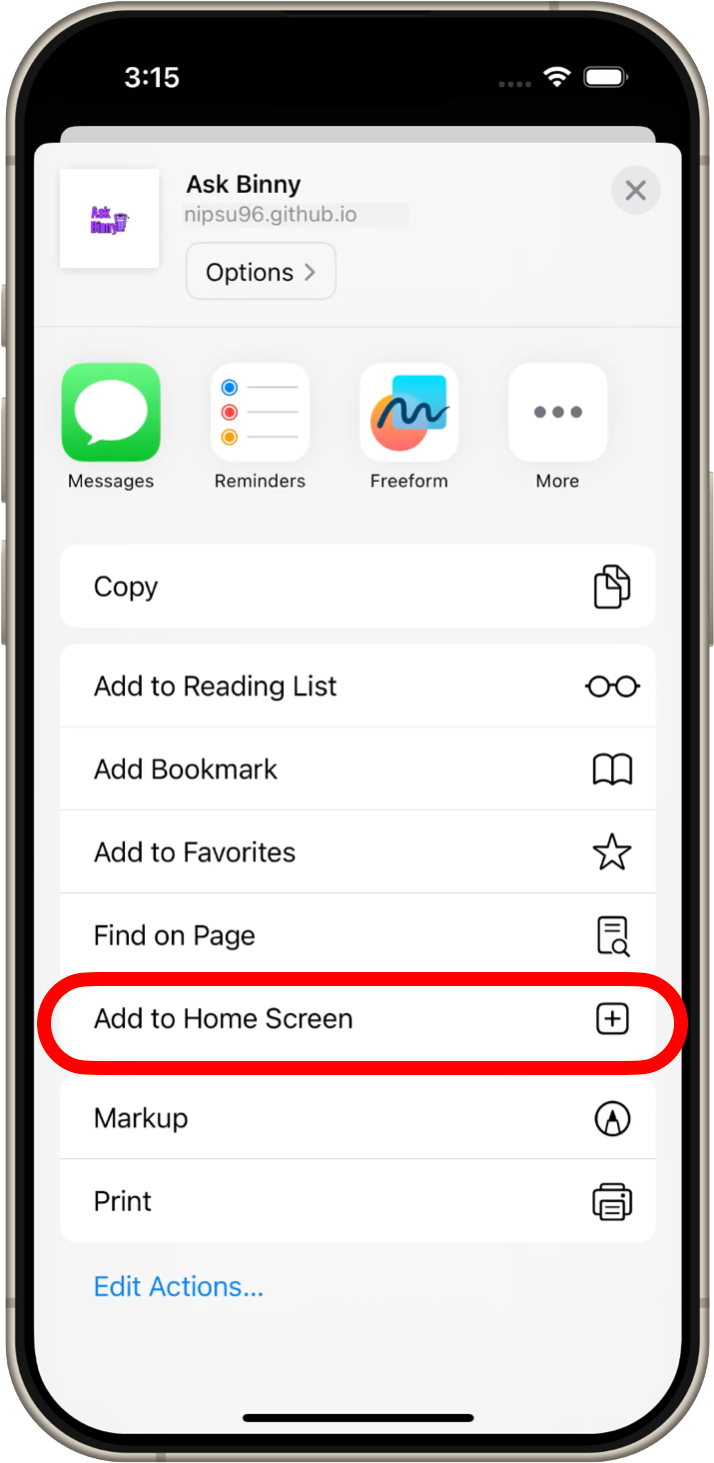 3:15
Ask Binny
Ask
Binny
nipsu96.github.io
Options
Messages
Reminders
Freeform
More
Copy
Add to Reading List
Add Bookmark
Add to Favorites
Find on Page
Add to Home Screen
Markup
Print
Edit Actions...